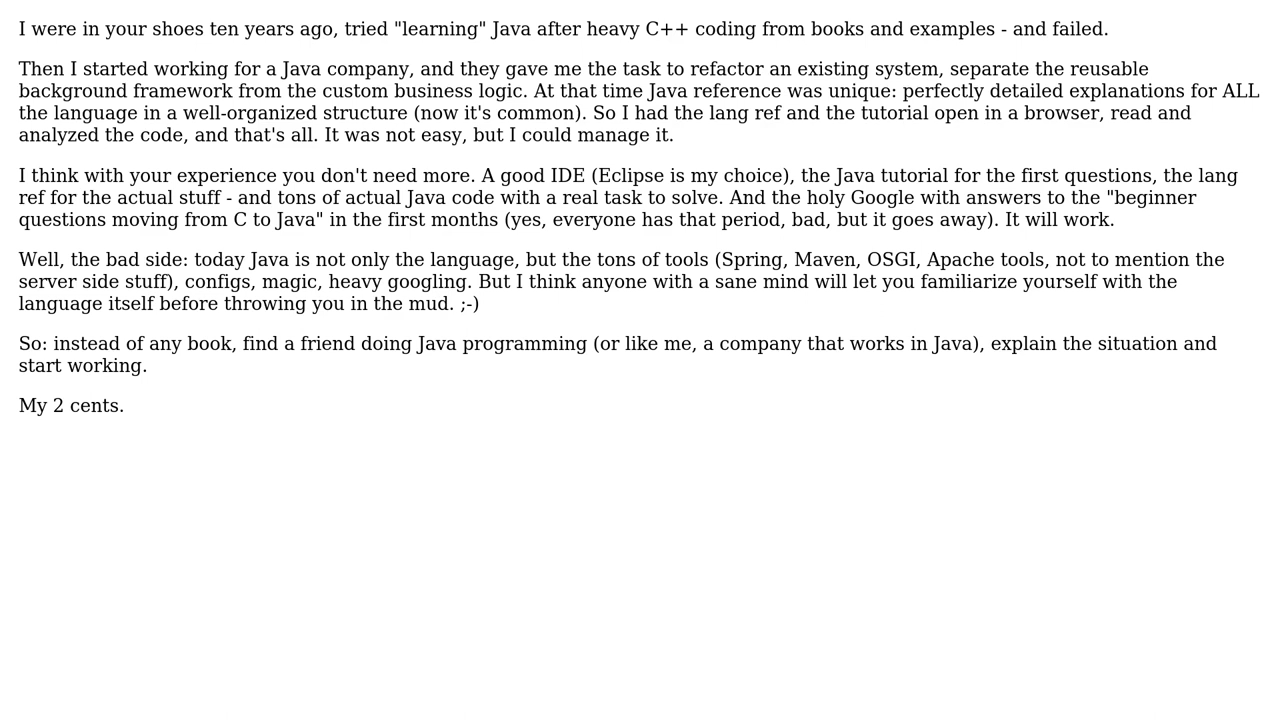 I were in your shoes ten years ago, tried "learning" Java after heavy C++ coding from books and examples - and failed.
Then I started working for a Java company, and they gave me the task to refactor an existing system, separate the reusable
background framework from the custom business logic. At that time Java reference was unique: perfectly detailed explanations for ALL
the language in a well-organized structure (now it's common). So I had the lang ref and the tutorial open in a browser, read and
analyzed the code, and that's all. It was not easy, but I could manage it.
I think with your experience you don't need more. A good IDE (Eclipse is my choice), the Java tutorial for the first questions, the lang
ref for the actual stuff - and tons of actual Java code with a real task to solve. And the holy Google with answers to the "beginner
questions moving from C to Java" in the first months (yes, everyone has that period, bad, but it goes away). It will work.
Well, the bad side: today Java is not only the language, but the tons of tools (Spring, Maven, OSGI, Apache tools, not to mention the
server side stuff), configs, magic, heavy googling. But I think anyone with a sane mind will let you familiarize yourself with the
language itself before throwing you in the mud. ;-)
So: instead of any book, find a friend doing Java programming (or like me, a company that works in Java), explain the situation and
start working.
My 2 cents.